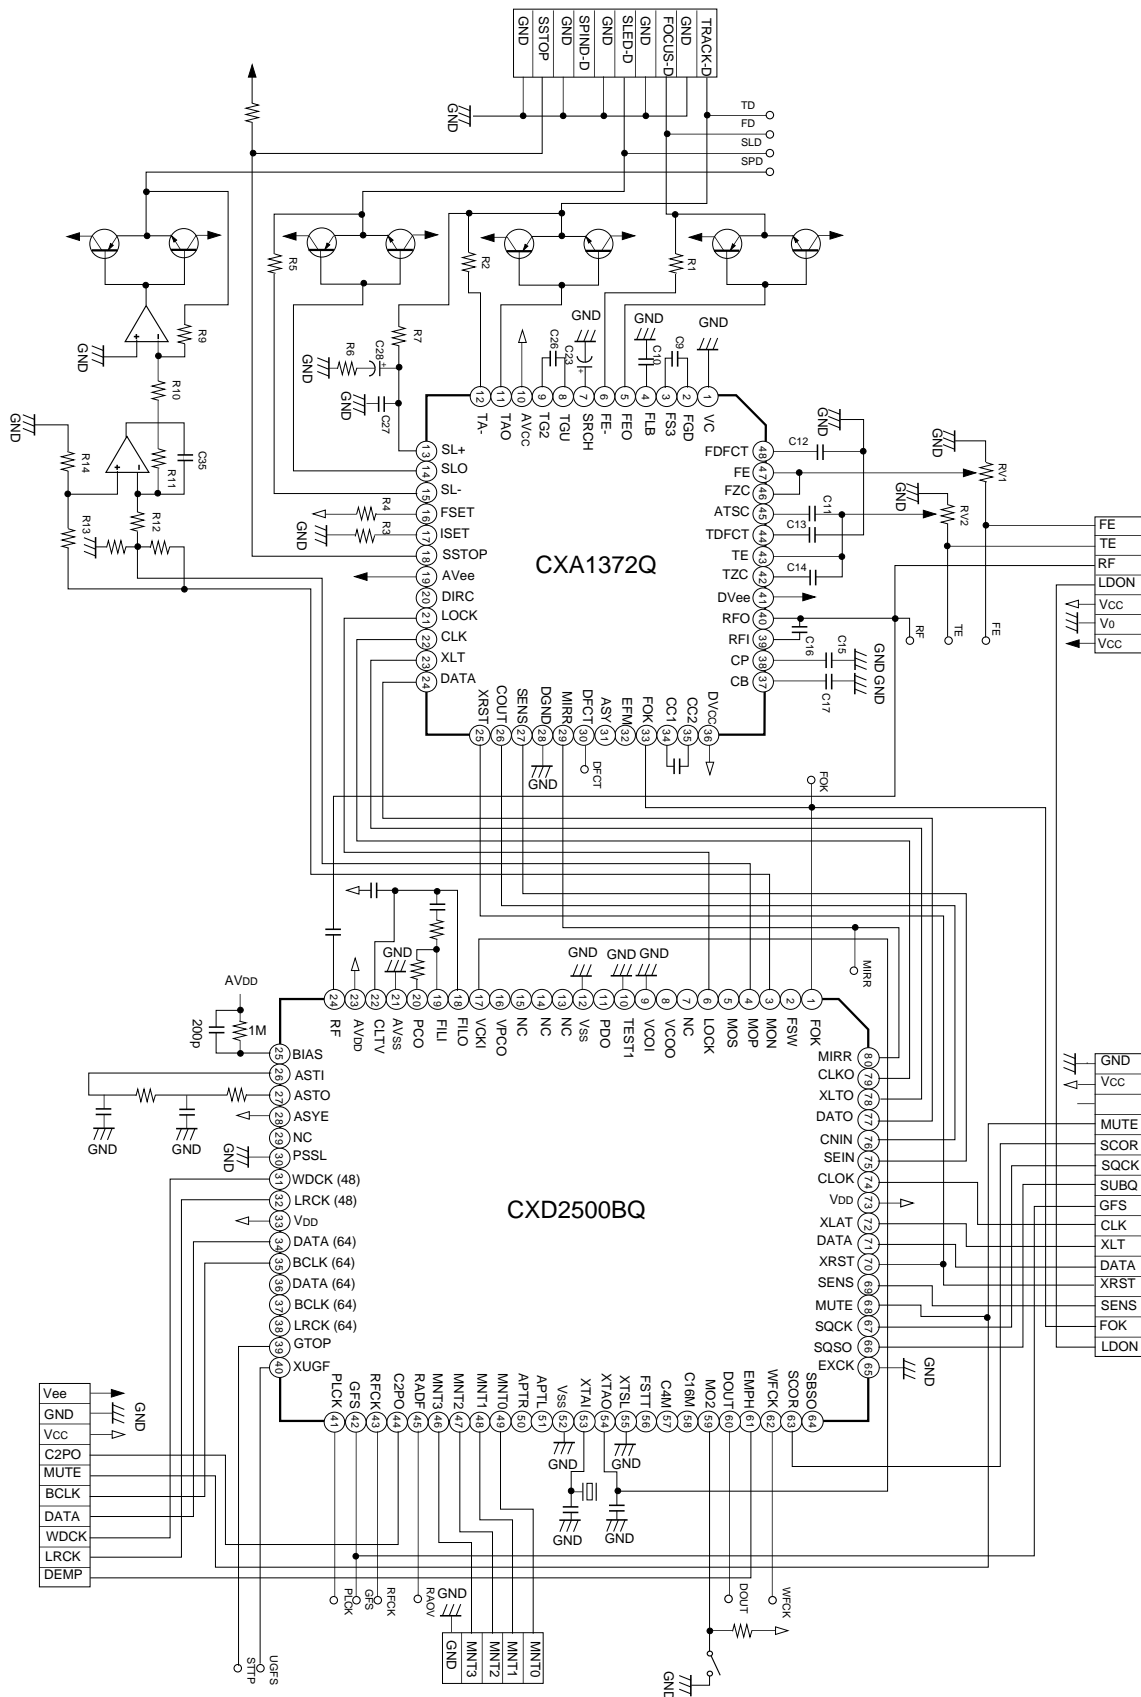 GND
SSTOP
GND
SPIND-D
GND
SLED-D
GND
FOCUS-D
GND
TRACK-D
GND
TD
FD
SLD
SPD
R5
R2
R1
R9
R7
R6
C28
+
GND
GND
C27
GND
R10
R11
C35
R14
GND
R13
R12
C26
C23
+
GND
GND
C10
C9
GND
12 11 10 9 8 7 6 5 4 3 2 1
TA-
TAO
AVCC
TG2
TGU
SRCH
FE-
FEO
FLB
FS3
FGD
VC
13 SL+
14 SLO
15 SL-
16 FSET
17 ISET
18 SSTOP
19 AVee
20 DIRC
21 LOCK
22 CLK
23 XLT
24 DATA
R4
R3
GND
CXA1372Q
FDFCT 48
FE 47
FZC 46
ATSC 45
TDFCT 44
TE 43
TZC 42
DVee 41
RFO 40
RFI 39
CP 38
CB 37
C12
GND
C11
C13
C14
C16
C15
C17
GND
GND
GND
RV1
GND
RV2
RF
TE
FE
FE
TE
RF
LDON
VCC
V0
VCC
XRST
COUT
SENS
DGND
MIRR
DFCT
ASY
EFM
FOK
CC1
CC2
DVCC
25 26 27 28 29 30 31 32 33 34 35 36
GND
DFCT
FOK
MIRR
GND
GND
GND
GND
24 23 22 21 20 19 18 17 16 15 14 13 12 11 10 9 8 7 6 5 4 3 2 1
RF
AVDD
CLTV
AVSS
PCO
FILI
FILO
VCKI
VPCO
NC
NC
NC
VSS
PDO
TEST1
VCOI
VCOO
NC
LOCK
MOS
MOP
MON
FSW
FOK
AVDD
200p
1M
25 BIAS
26 ASTI
27 ASTO
28 ASYE
29 NC
30 PSSL
31 WDCK (48)
32 LRCK (48)
33 VDD
34 DATA (64)
35 BCLK (64)
36 DATA (64)
37 BCLK (64)
38 LRCK (64)
39 GTOP
40 XUGF
GND
GND
GND
CXD2500BQ
MIRR 80
CLKO 79
XLTO 78
DATO 77
CNIN 76
SEIN 75
CLOK 74
VDD 73
XLAT 72
DATA 71
XRST 70
SENS 69
MUTE 68
SQCK 67
SQSO 66
EXCK 65
GND
GND
VCC
MUTE
SCOR
SQCK
SUBQ
GFS
CLK
XLT
DATA
XRST
SENS
FOK
LDON
PLCK
GFS
RFCK
C2PO
RADF
MNT3
MNT2
MNT1
MNT0
APTR
APTL
VSS
XTAI
XTAO
XTSL
FSTT
C4M
C16M
MO2
DOUT
EMPH
WFCK
SCOR
SBSO
41 42 43 44 45 46 47 48 49 50 51 52 53 54 55 56 57 58 59 60 61 62 63 64
Vee
GND
VCC
C2PO
MUTE
BCLK
DATA
WDCK
LRCK
DEMP
GND
GND
GND
GND
GND
PLCK
GFS
RFCK
RAOV
GND
DOUT
WFCK
STTP
UGFS
GND
MNT3
MNT2
MNT1
MNT0
GND